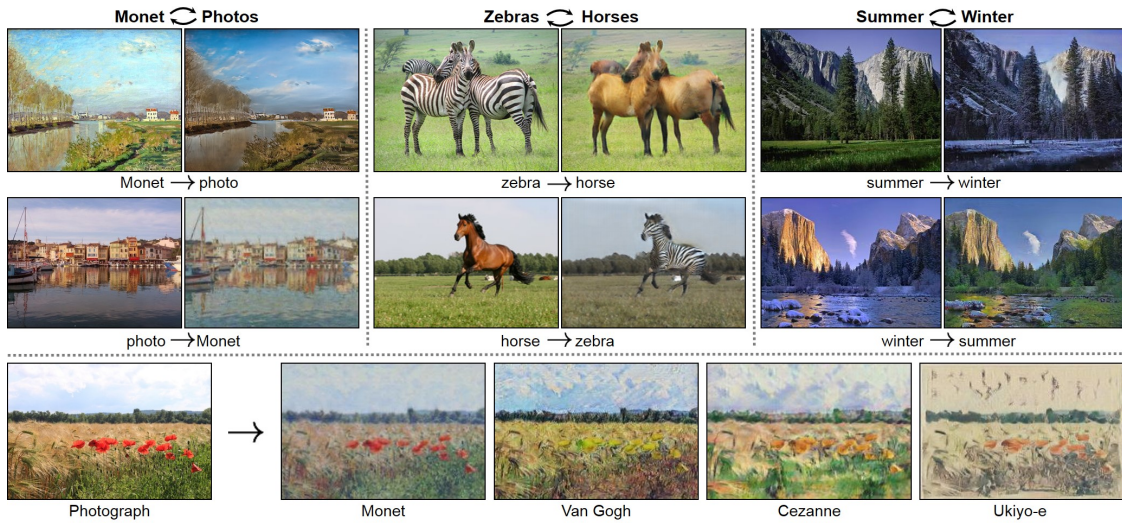 Monet ⇄ Photos
Zebras ⇄ Horses
Summer ⇄ Winter
Monet → photo
zebra → horse
summer → winter
photo → Monet
horse → zebra
winter → summer
Photograph
→
Monet
Van Gogh
Cezanne
Ukiyo-e